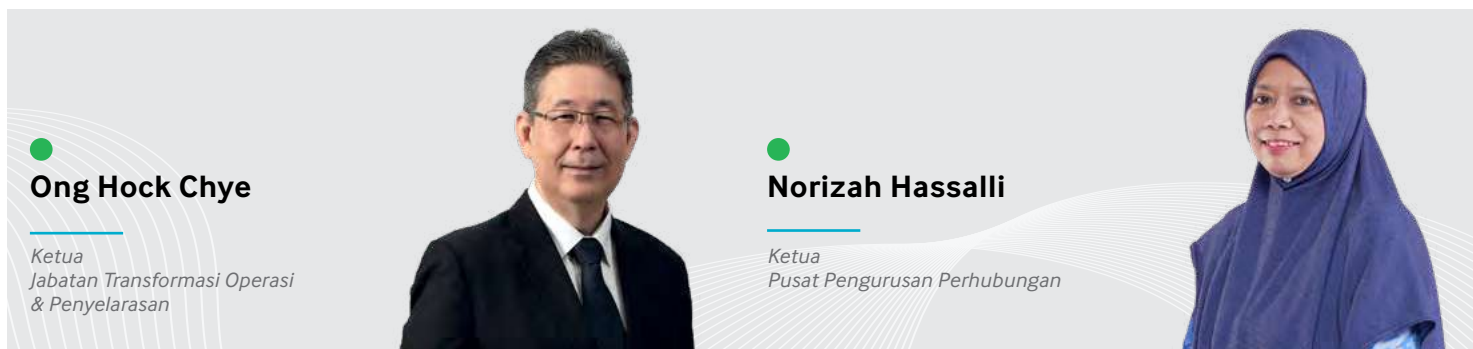 Ong Hock Chye
Ketua
Jabatan Transformasi Operasi
& Penyelarasan
Norizah Hassalli
Ketua
Pusat Pengurusan Perhubungan